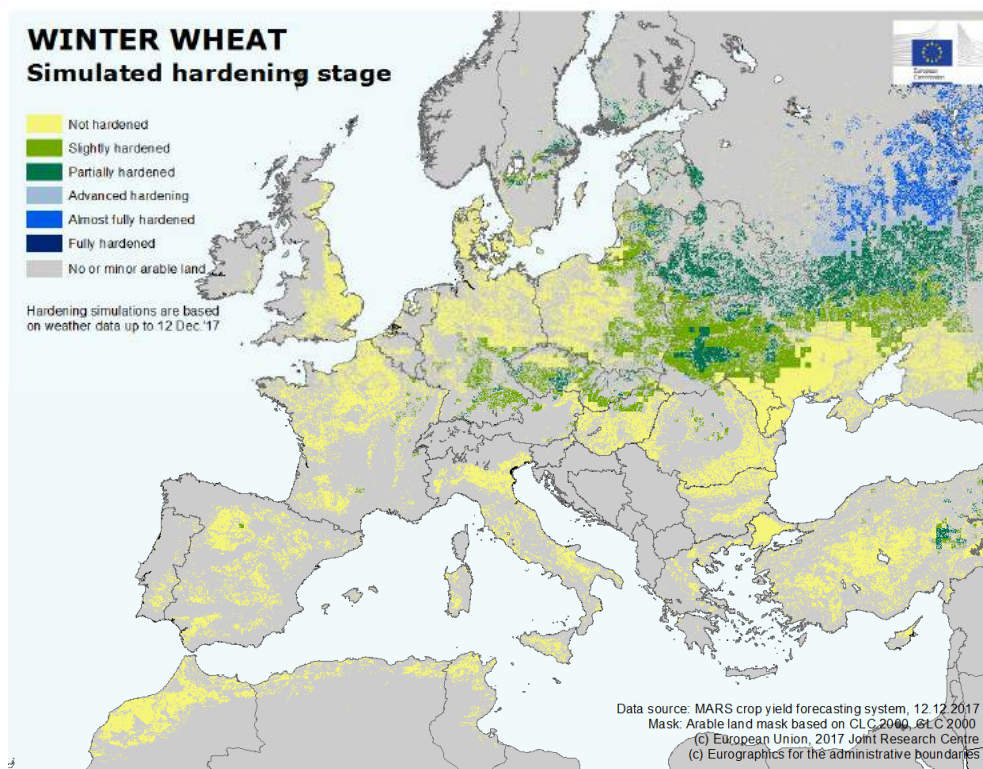 WINTER WHEAT
Simulated hardening stage
European
Commission
Not hardened
Slightly hardened
Partially hardened
Advanced hardening
Almost fully hardened
Fully hardened
No or minor arable land
Hardening simulations are based
on weather data up to 12 Dec.'17
Data source: MARS crop yield forecasting system, 12.12.2017
Mask: Arable land mask based on CLC 2000, GLC 2000
(c) European Union, 2017 Joint Research Centre
(c) Eurographics for the administrative boundaries